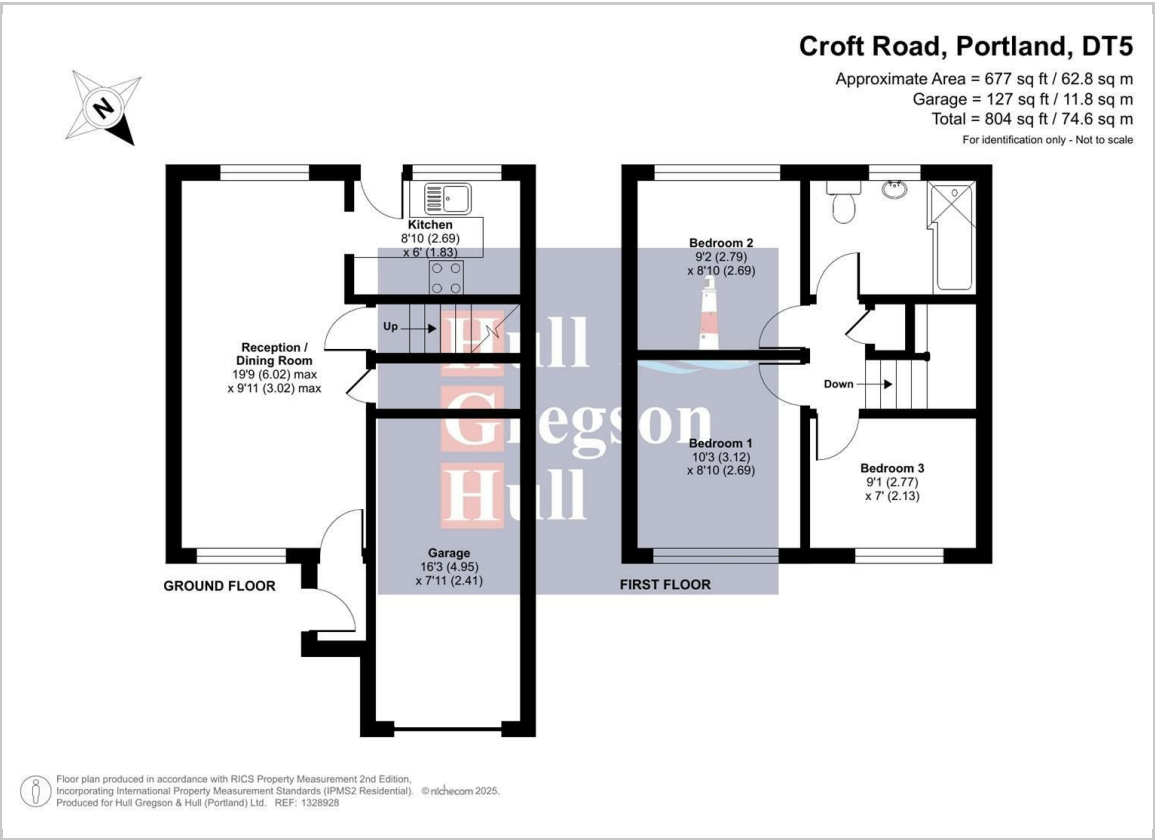 Croft Road, Portland, DT5
Approximate Area = 677 sq ft / 62.8 sq m
Garage = 127 sq ft / 11.8 sq m
Total = 804 sq ft / 74.6 sq m
For identification only - Not to scale
N
Kitchen
8'10 (2.69)
x 6' (1.83)
Up
Reception /
Dining Room
19'9 (6.02) max
x 9'11 (3.02) max
Garage
16'3 (4.95)
x 7'11 (2.41)
GROUND FLOOR
Bedroom 2
9'2 (2.79)
x 8'10 (2.69)
Down
Bedroom 1
10'3 (3.12)
x 8'10 (2.69)
Bedroom 3
9'1 (2.77)
x 7' (2.13)
FIRST FLOOR
Hull
Gregson
Hull
Floor plan produced in accordance with RICS Property Measurement 2nd Edition,
Incorporating International Property Measurement Standards (IPMS2 Residential). © nichecom 2025.
Produced for Hull Gregson & Hull (Portland) Ltd. REF: 1328928